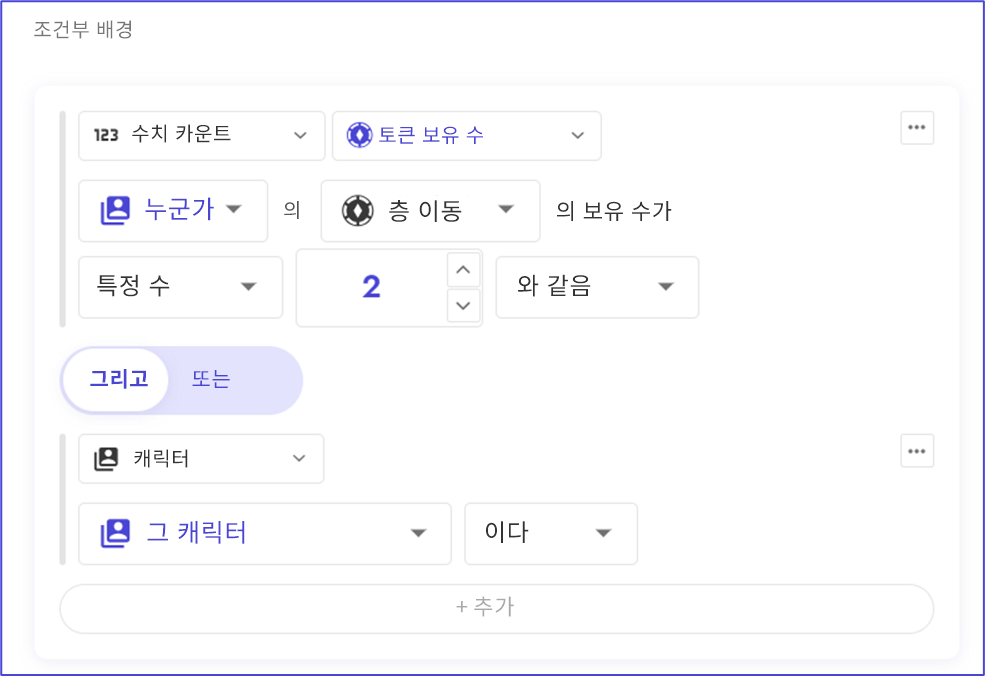 조건부 배경
123 수치 카운트 토큰 보유 수
누군가 의 층 이동 의 보유 수가
특정 수 2 와 같음
그리고 또는
캐릭터
그 캐릭터 이다
+ 추가